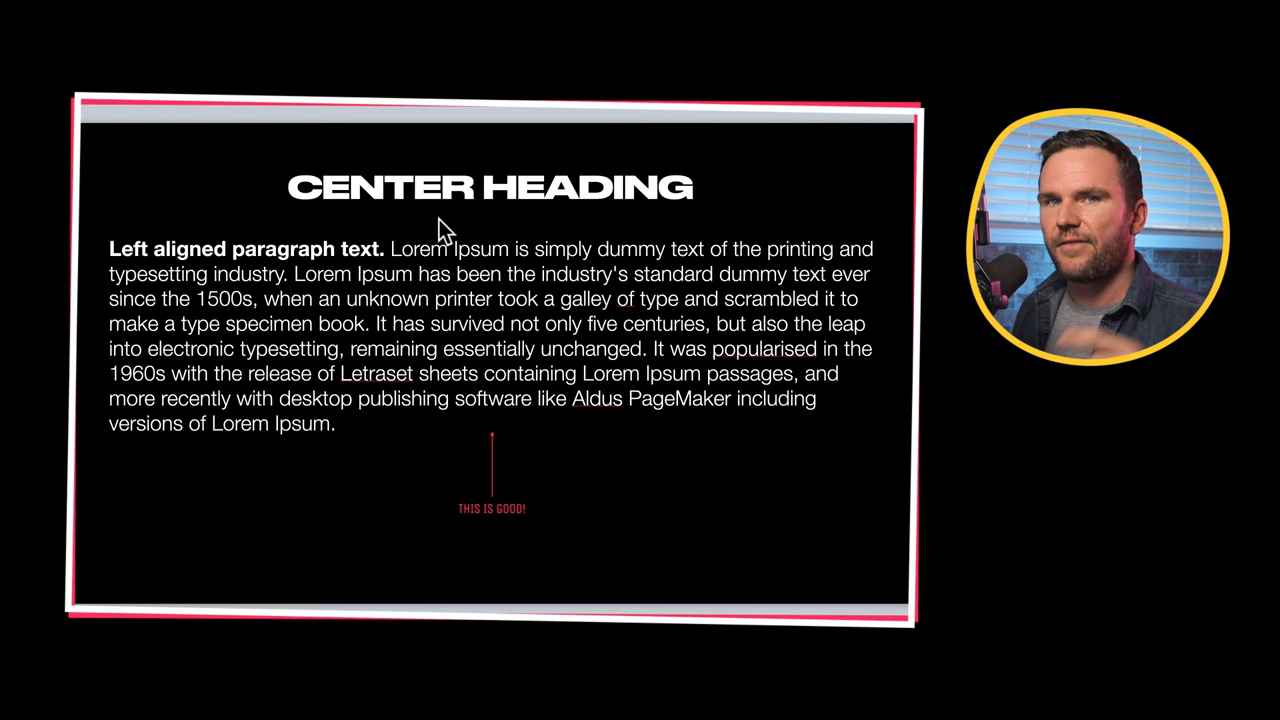 CENTER HEADING
Left aligned paragraph text. Lorem Ipsum is simply dummy text of the printing and
typesetting industry. Lorem Ipsum has been the industry's standard dummy text ever
since the 1500s, when an unknown printer took a galley of type and scrambled it to
make a type specimen book. It has survived not only five centuries, but also the leap
into electronic typesetting, remaining essentially unchanged. It was popularised in the
1960s with the release of Letraset sheets containing Lorem Ipsum passages, and
more recently with desktop publishing software like Aldus PageMaker including
versions of Lorem Ipsum.
THIS IS GOOD!